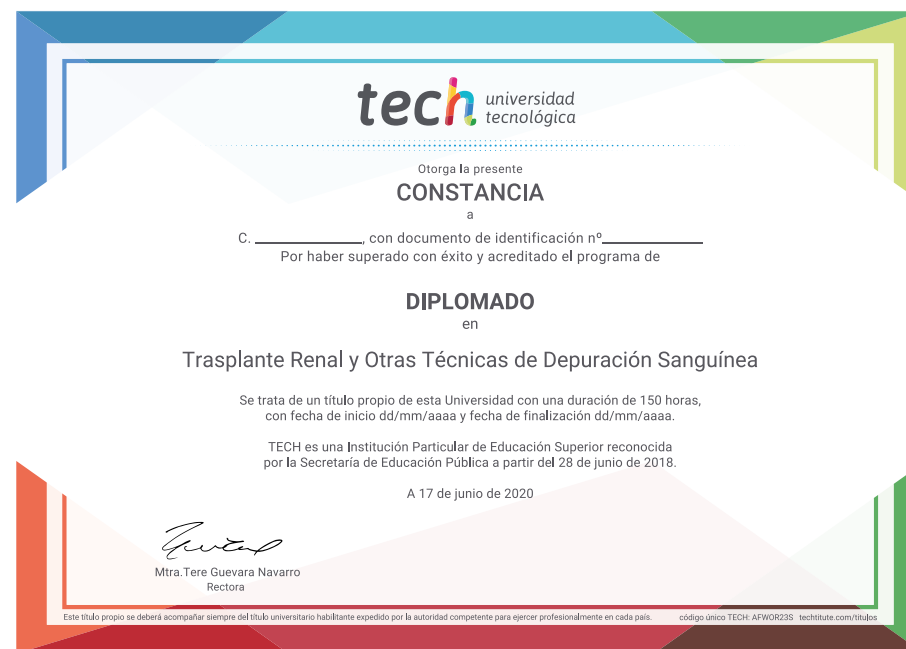 tech universidad
tecnológica
Otorga la presente
CONSTANCIA
a
C. ____________, con documento de identificación nº____________
Por haber superado con éxito y acreditado el programa de
DIPLOMADO
en
Trasplante Renal y Otras Técnicas de Depuración Sanguínea
Se trata de un título propio de esta Universidad con una duración de 150 horas,
con fecha de inicio dd/mm/aaaa y fecha de finalización dd/mm/aaaa.
TECH es una Institución Particular de Educación Superior reconocida
por la Secretaría de Educación Pública a partir del 28 de junio de 2018.
A 17 de junio de 2020
Mtra.Tere Guevara Navarro
Rectora
Este título propio se deberá acompañar siempre del título universitario habilitante expedido por la autoridad competente para ejercer profesionalmente en cada país. código único TECH: AFWOR23S techtitute.com/titulos